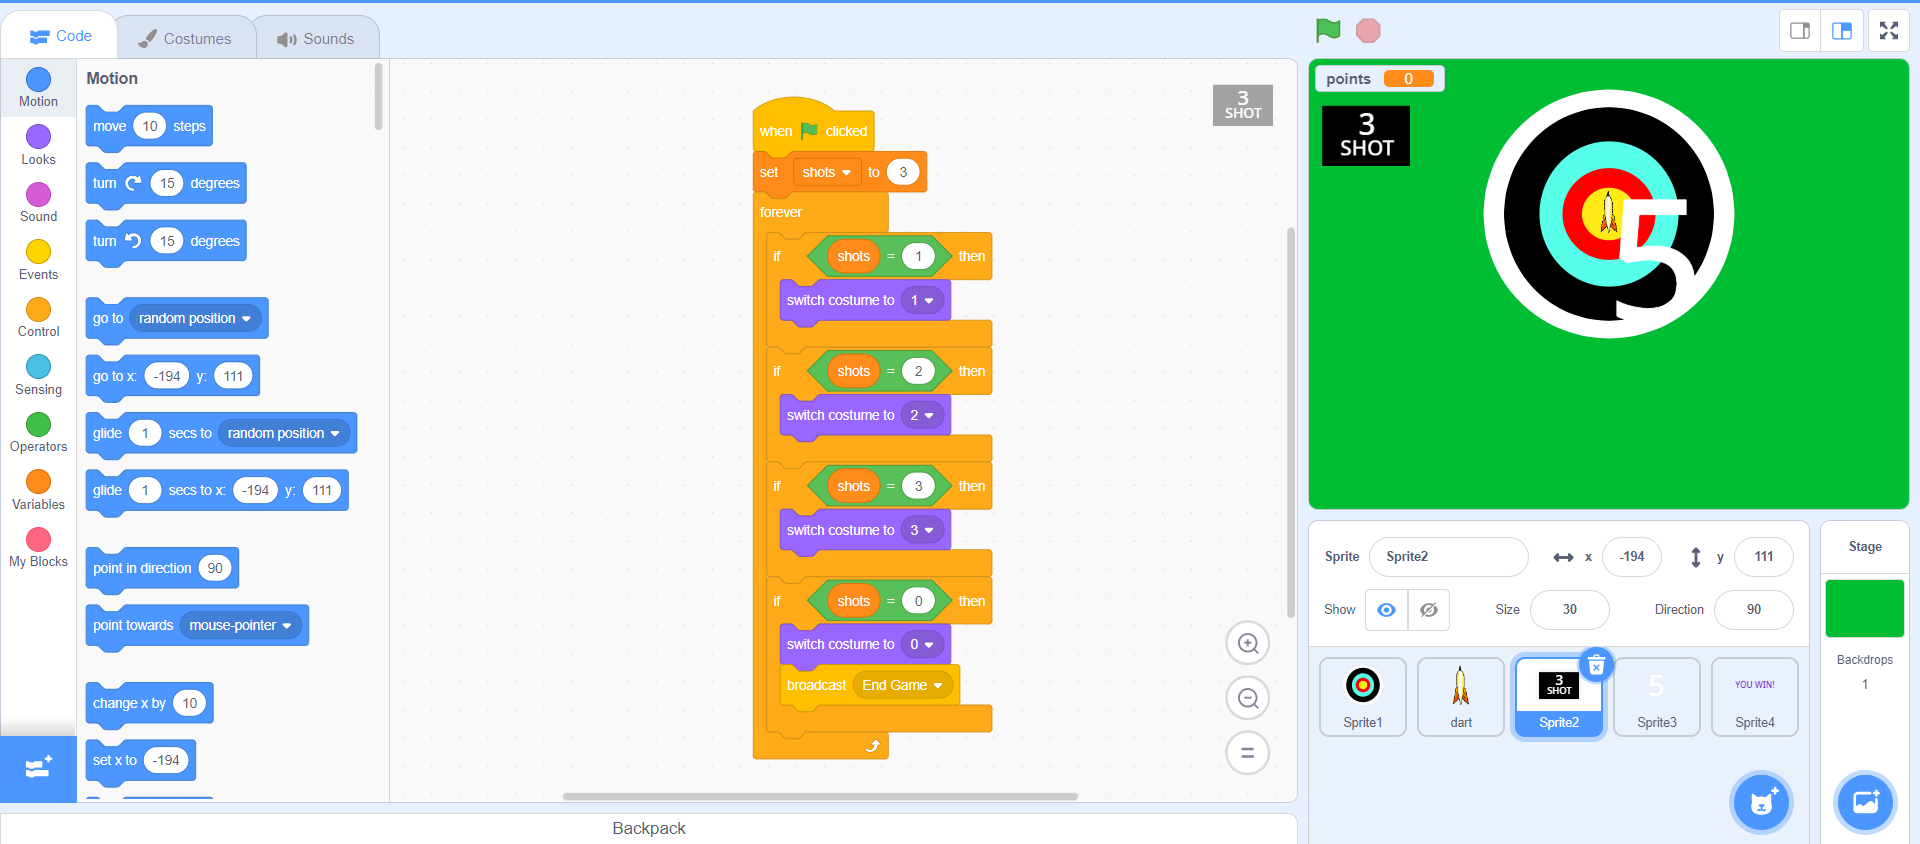 Code
Costumes
Sounds
Motion
Looks
Sound
Events
Control
Sensing
Operators
Variables
My Blocks
Motion
move 10 steps
turn 15 degrees
turn 15 degrees
go to random position
go to x: -194 y: 111
glide 1 secs to random position
glide 1 secs to x: -194 y: 111
point in direction 90
point towards mouse-pointer
change x by 10
set x to -194
when clicked
set shots to 3
forever
if shots = 1 then
switch costume to 1
if shots = 2 then
switch costume to 2
if shots = 3 then
switch costume to 3
if shots = 0 then
switch costume to 0
broadcast End Game
3
SHOT
Backpack
points 0
3
SHOT
5
Sprite Sprite2 x -194 y 111
Show Size 30 Direction 90
Sprite1
dart
3
SHOT
Sprite2
5
Sprite3
YOU WIN!
Sprite4
Stage
Backdrops
1